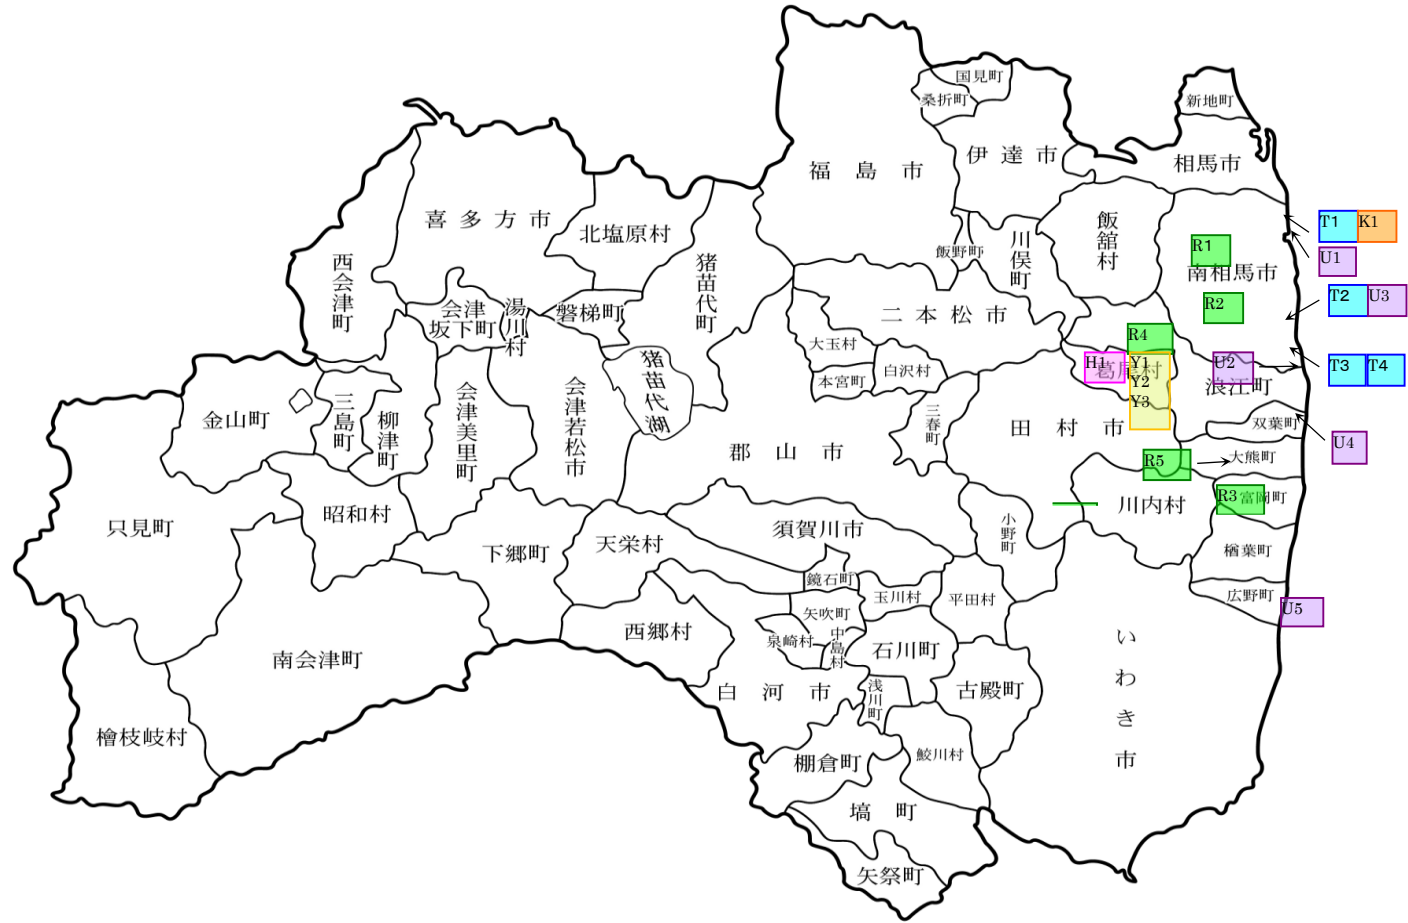 国見町
桑折町
新地町
伊達市
相馬市
福島市
喜多方市
北塩原村
飯舘村
T1
K1
川俣町
飯野町
R1
U1
西会津町
猪苗代町
南相馬市
会津坂下町
湯川村
磐梯町
二本松市
R2
T2
U3
大玉村
R4
猪苗代湖
白沢村
本宮町
H1
葛尾村
Y1
Y2
Y3
U2
浪江町
T3
T4
金山町
三島町
柳津町
会津美里町
会津若松市
三春町
田村市
双葉町
U4
郡山市
大熊町
R5
只見町
昭和村
川内村
R3
富岡町
下郷町
天栄村
須賀川市
小野町
楢葉町
鏡石町
玉川村
平田村
広野町
U5
矢吹町
泉崎村
中島村
西郷村
石川町
いわき市
南会津町
白河市
浅川町
古殿町
檜枝岐村
棚倉町
鮫川村
塙町
矢祭町